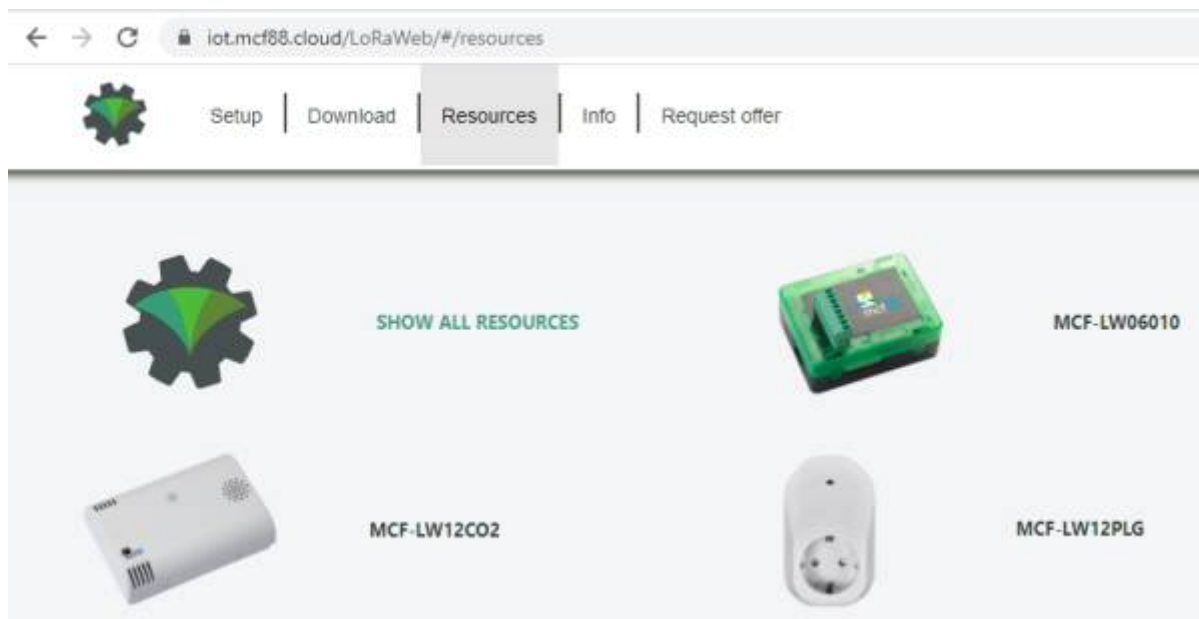 iot.mcf88.cloud/LoRaWeb/#/resources
Setup Download Resources Info Request offer
SHOW ALL RESOURCES
MCF-LW06010
MCF-LW12CO2
MCF-LW12PLG